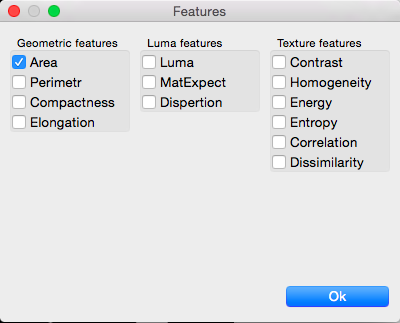 Features
Geometric features
Area
Perimetr
Compactness
Elongation
Luma features
Luma
MatExpect
Dispertion
Texture features
Contrast
Homogeneity
Energy
Entropy
Correlation
Dissimilarity
Ok